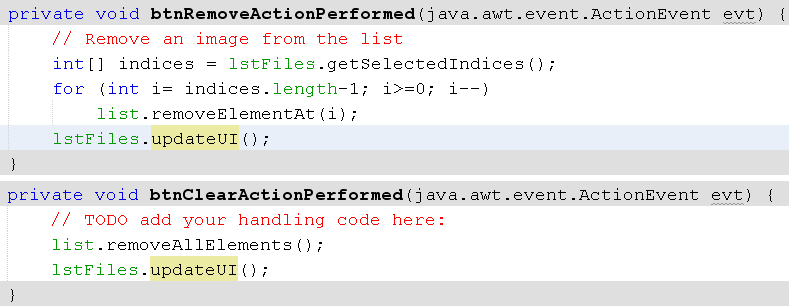 private void btnRemoveActionPerformed(java.awt.event.ActionEvent evt) {
// Remove an image from the list
int[] indices = lstFiles.getSelectedIndices();
for (int i= indices.length-1; i>=0; i--)
list.removeElementAt(i);
lstFiles.updateUI();
}
private void btnClearActionPerformed(java.awt.event.ActionEvent evt) {
// TODO add your handling code here:
list.removeAllElements();
lstFiles.updateUI();
}